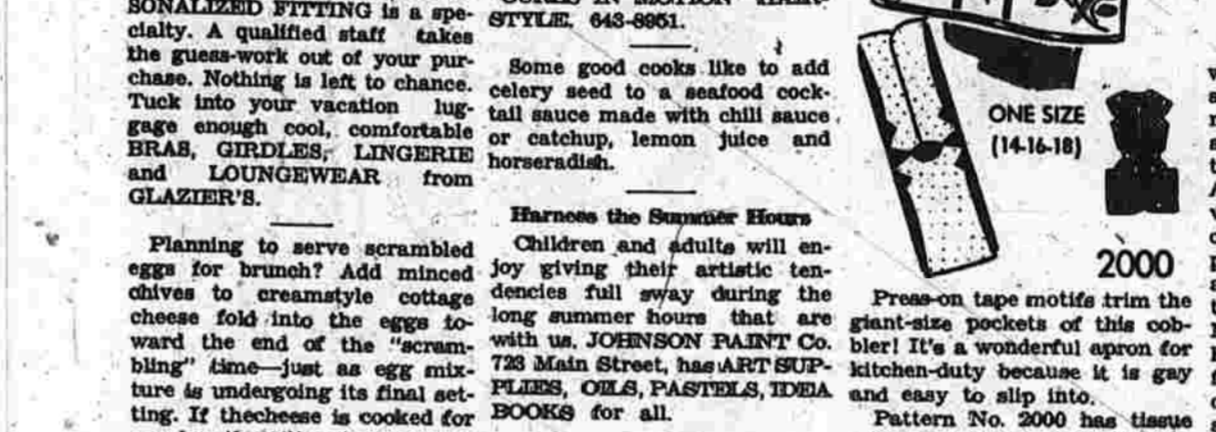 SONALIZED FITTING is a spe-
cialty. A qualified staff takes
the guess-work out of your pur-
chase. Nothing is left to chance.
Tuck into your vacation lug-
gage enough cool, comfortable
BRAS, GIRDLES, LINGERIE
and LOUNGEWEAR from
GLAZIER'S.
Planning to serve scrambled
eggs for brunch? Add minced
chives to creamstyle cottage
cheese fold into the eggs to-
ward the end of the "scram-
bling" time—just as egg mix-
ture is undergoing its final set-
ting. If thecheese is cooked for
STYLE. 643-8951.
Some good cooks like to add
celery seed to a seafood cock-
tail sauce made with chili sauce
or catchup, lemon juice and
horseradish.
Harness the Summer Hours
Children and adults will en-
joy giving their artistic ten-
dencies full sway during the
long summer hours that are
with us. JOHNSON PAINT Co.
723 Main Street, has ART SUP-
PLIES, OILS, PASTELS, IDEA
BOOKS for all.
ONE SIZE
(14-16-18)
2000
Press-on tape motifs trim the
giant-size pockets of this cob-
bler! It's a wonderful apron for
kitchen-duty because it is gay
and easy to slip into.
Pattern No. 2000 has tissue